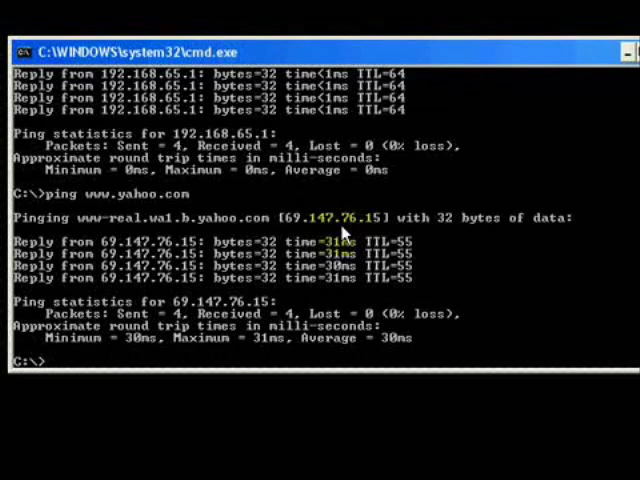 C:\WINDOWS\system32\cmd.exe
Reply from 192.168.65.1: bytes=32 time<1ms TTL=64
Reply from 192.168.65.1: bytes=32 time<1ms TTL=64
Reply from 192.168.65.1: bytes=32 time<1ms TTL=64
Reply from 192.168.65.1: bytes=32 time<1ms TTL=64
Ping statistics for 192.168.65.1:
Packets: Sent = 4, Received = 4, Lost = 0 (0% loss),
Approximate round trip times in milli-seconds:
Minimum = 0ms, Maximum = 0ms, Average = 0ms
C:\>ping www.yahoo.com
Pinging www-real.wa1.b.yahoo.com [69.147.76.15] with 32 bytes of data:
Reply from 69.147.76.15: bytes=32 time=31ms TTL=55
Reply from 69.147.76.15: bytes=32 time=31ms TTL=55
Reply from 69.147.76.15: bytes=32 time=30ms TTL=55
Reply from 69.147.76.15: bytes=32 time=31ms TTL=55
Ping statistics for 69.147.76.15:
Packets: Sent = 4, Received = 4, Lost = 0 (0% loss),
Approximate round trip times in milli-seconds:
Minimum = 30ms, Maximum = 31ms, Average = 30ms
C:\>